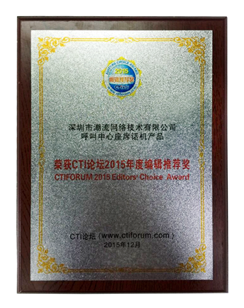 深圳市潮流网络技术有限公司
呼叫中心座席话机产品
荣获CTI论坛2015年度编辑推荐奖
CTIFORUM 2015 Editors' Choice Award
CTI论坛（www.ctiforum.com）
2015年12月